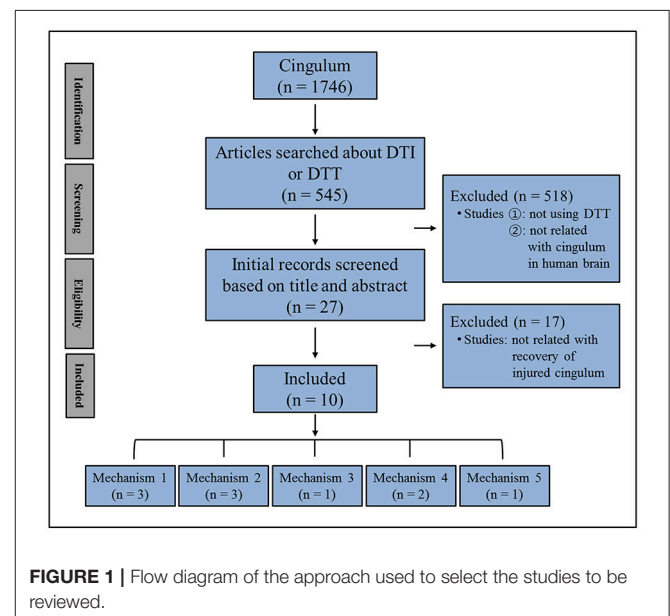 Identification
Screening
Eligibility
Included
Cingulum
(n = 1746)
Articles searched about DTI
or DTT
(n = 545)
Excluded (n = 518)
• Studies ①: not using DTT
②: not related
with cingulum
in human brain
Initial records screened
based on title and abstract
(n = 27)
Excluded (n = 17)
• Studies: not related with
recovery of
injured cingulum
Included
(n = 10)
Mechanism 1
(n = 3)
Mechanism 2
(n = 3)
Mechanism 3
(n = 1)
Mechanism 4
(n = 2)
Mechanism 5
(n = 1)
FIGURE 1 | Flow diagram of the approach used to select the studies to be
reviewed.